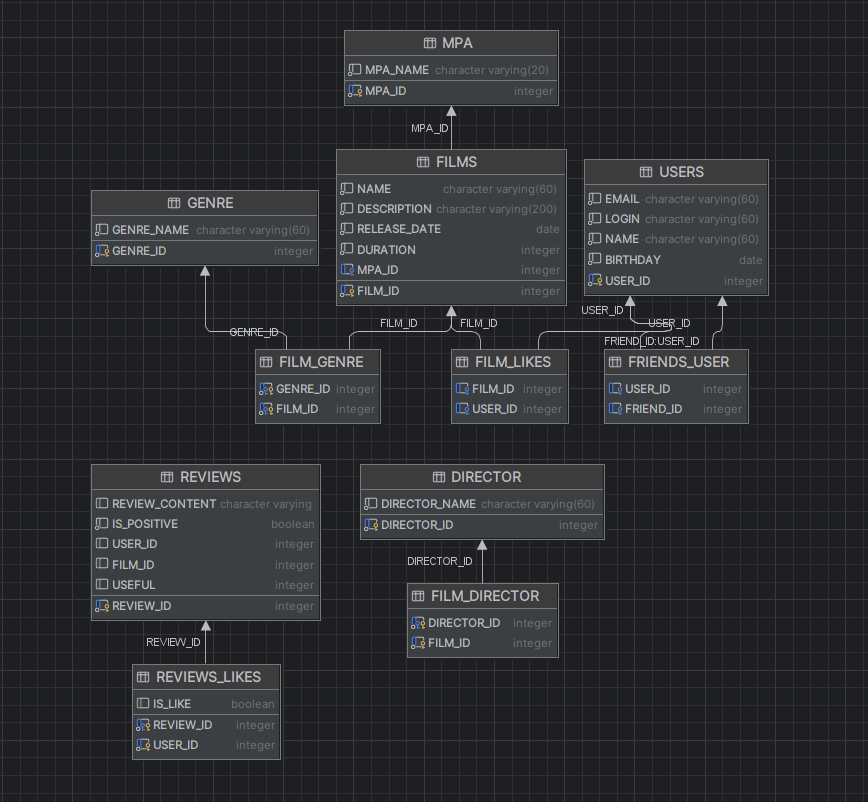 MPA
MPA_NAME character varying(20)
MPA_ID integer
MPA_ID
FILMS
NAME character varying(60)
DESCRIPTION character varying(200)
RELEASE_DATE date
DURATION integer
MPA_ID integer
FILM_ID integer
USERS
EMAIL character varying(60)
LOGIN character varying(60)
NAME character varying(60)
BIRTHDAY date
USER_ID integer
GENRE
GENRE_NAME character varying(60)
GENRE_ID integer
GENRE_ID
FILM_ID
FILM_ID
USER_ID
USER_ID
FRIEND_ID:USER_ID
FILM_GENRE
GENRE_ID integer
FILM_ID integer
FILM_LIKES
FILM_ID integer
USER_ID integer
FRIENDS_USER
USER_ID integer
FRIEND_ID integer
REVIEWS
REVIEW_CONTENT character varying
IS_POSITIVE boolean
USER_ID integer
FILM_ID integer
USEFUL integer
REVIEW_ID integer
REVIEW_ID
REVIEWS_LIKES
IS_LIKE boolean
REVIEW_ID integer
USER_ID integer
DIRECTOR
DIRECTOR_NAME character varying(60)
DIRECTOR_ID integer
DIRECTOR_ID
FILM_DIRECTOR
DIRECTOR_ID integer
FILM_ID integer